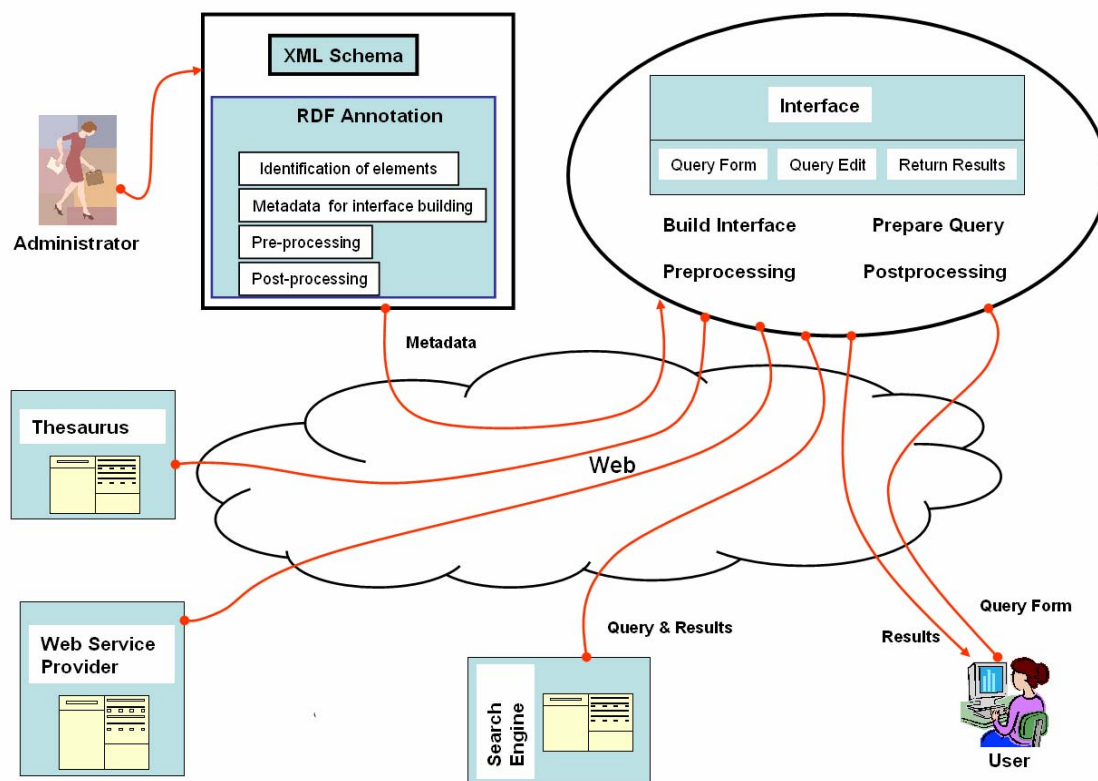 XML Schema
RDF Annotation
Identification of elements
Metadata for interface building
Pre-processing
Post-processing
Administrator
Interface
Query Form
Query Edit
Return Results
Build Interface
Prepare Query
Preprocessing
Postprocessing
Metadata
Thesaurus
Web
Web Service
Provider
Query & Results
Search
Engine
Results
Query Form
User